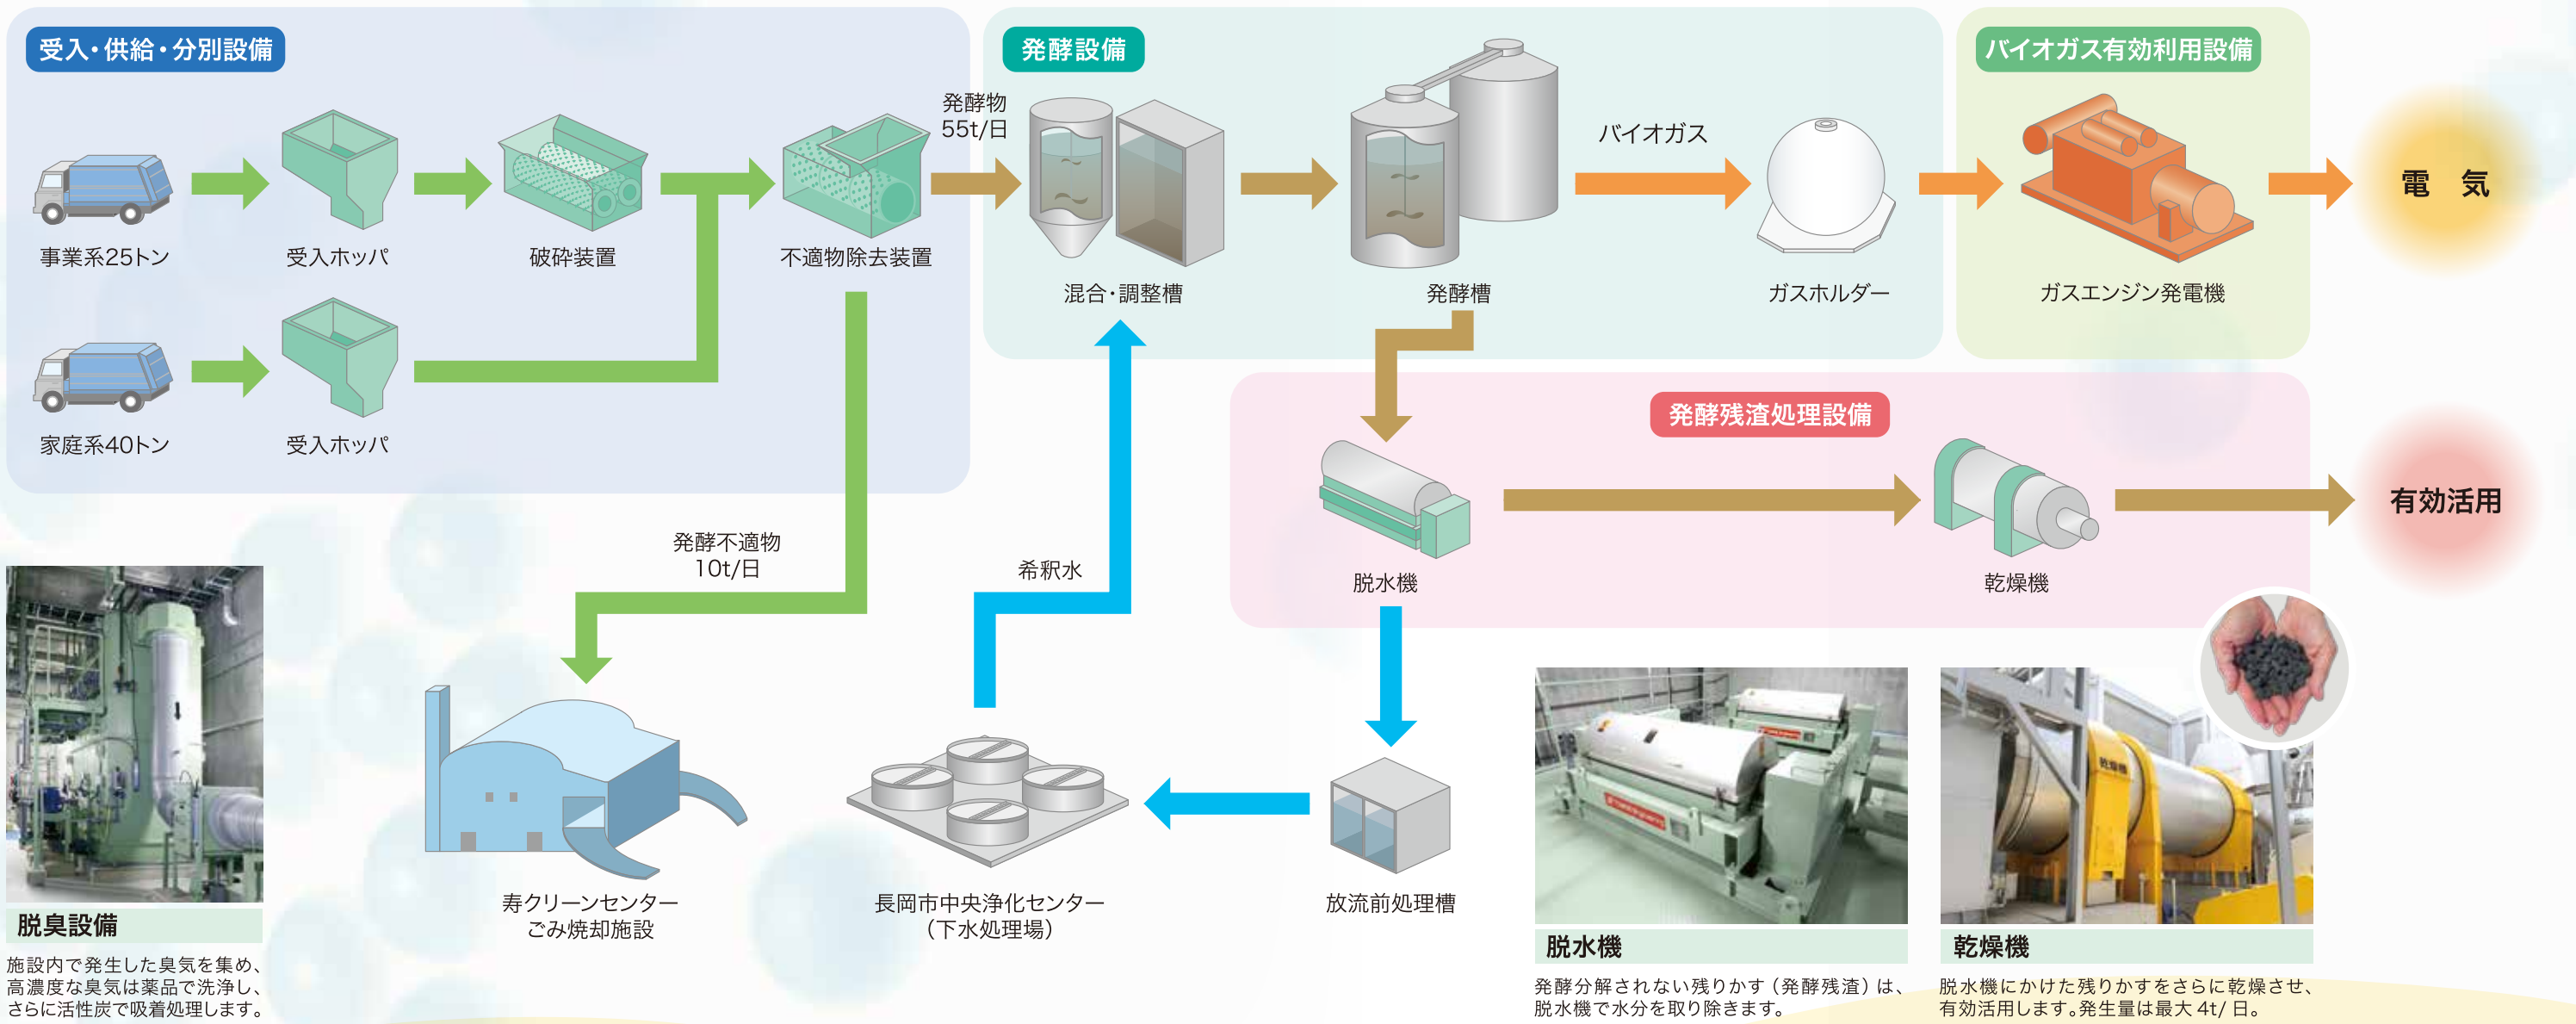 受入・供給・分別設備
事業系25トン
受入ホッパ
破砕装置
不適物除去装置
家庭系40トン
受入ホッパ
発酵物
55t/日
発酵設備
混合・調整槽
発酵槽
バイオガス
ガスホルダー
バイオガス有効利用設備
ガスエンジン発電機
電 気
発酵残渣処理設備
脱水機
乾燥機
有効活用
発酵不適物
10t/日
希釈水
寿クリーンセンター
ごみ焼却施設
長岡市中央浄化センター
（下水処理場）
放流前処理槽
脱臭設備
施設内で発生した臭気を集め、
高濃度な臭気は薬品で洗浄し、
さらに活性炭で吸着処理します。
脱水機
発酵分解されない残りかす（発酵残渣）は、
脱水機で水分を取り除きます。
乾燥機
乾燥機
脱水機にかけた残りかすをさらに乾燥させ、
有効活用します。発生量は最大 4t/ 日。